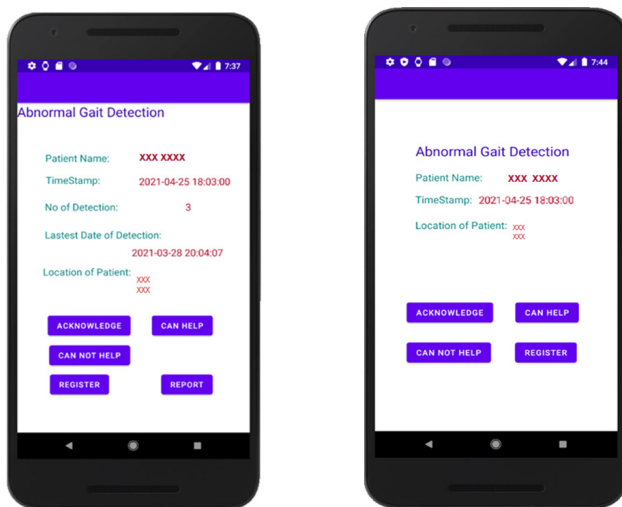 7:37
Abnormal Gait Detection
Patient Name: XXX XXXX
TimeStamp: 2021-04-25 18:03:00
No of Detection: 3
Lastest Date of Detection:
2021-03-28 20:04:07
Location of Patient: XXX
XXX
ACKNOWLEDGE CAN HELP
CAN NOT HELP
REGISTER REPORT
7:44
Abnormal Gait Detection
Patient Name: XXX XXXX
TimeStamp: 2021-04-25 18:03:00
Location of Patient: XXX
XXX
ACKNOWLEDGE CAN HELP
CAN NOT HELP REGISTER